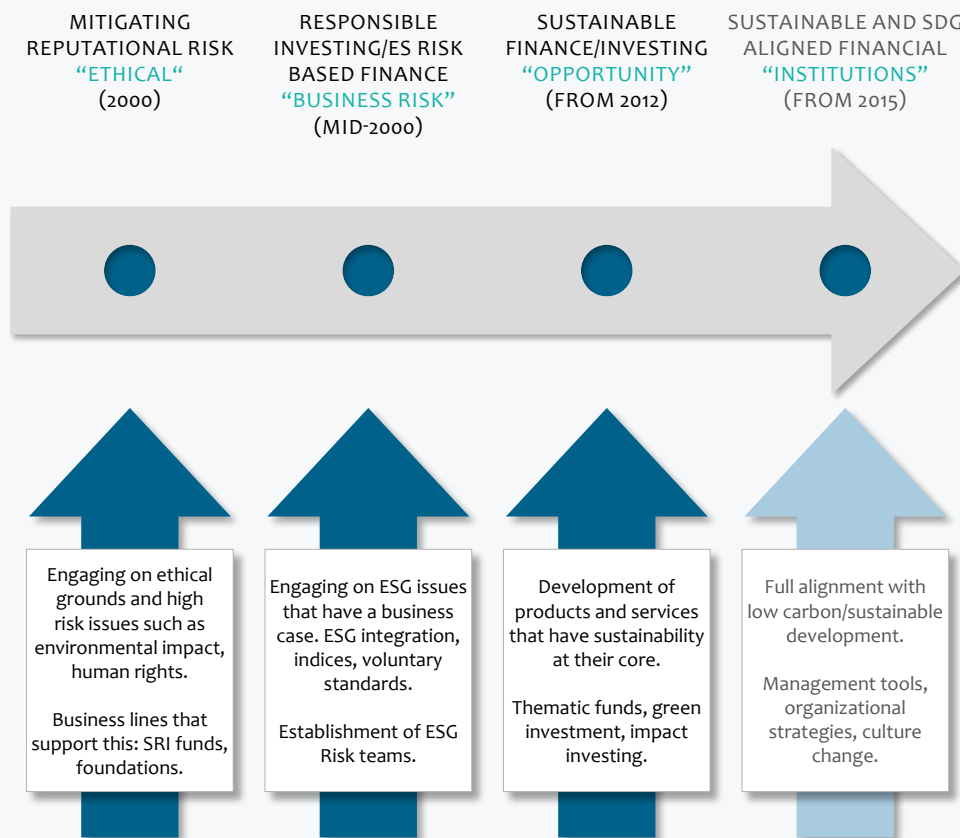 MITIGATING
REPUTATIONAL RISK
“ETHICAL“
(2000)
RESPONSIBLE
INVESTING/ES RISK
BASED FINANCE
“BUSINESS RISK”
(MID-2000)
SUSTAINABLE
FINANCE/INVESTING
“OPPORTUNITY”
(FROM 2012)
SUSTAINABLE AND SDG
ALIGNED FINANCIAL
“INSTITUTIONS”
(FROM 2015)
Engaging on ethical
grounds and high
risk issues such as
environmental impact,
human rights.
Business lines that
support this: SRI funds,
foundations.
Engaging on ESG issues
that have a business
case. ESG integration,
indices, voluntary
standards.
Establishment of ESG
Risk teams.
Development of
products and services
that have sustainability
at their core.
Thematic funds, green
investment, impact
investing.
Full alignment with
low carbon/sustainable
development.
Management tools,
organizational
strategies, culture
change.